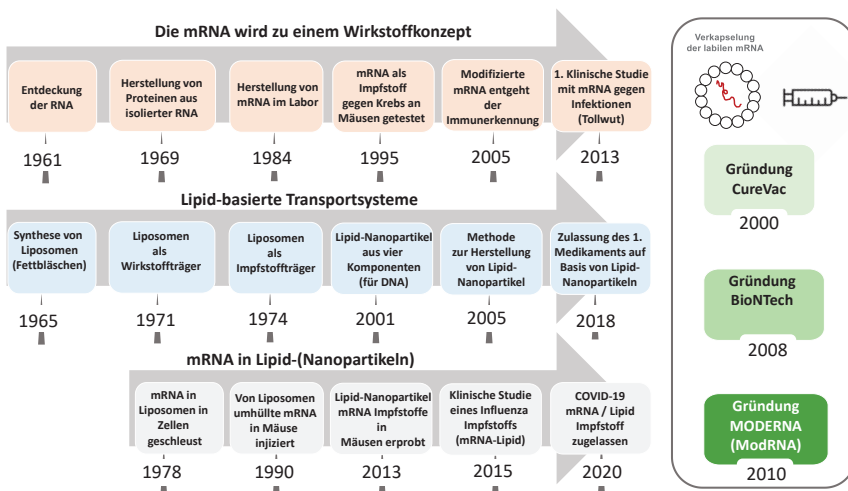 Die mRNA wird zu einem Wirkstoffkonzept
Entdeckung
der RNA
1961
Herstellung von
Proteinen aus
isolierter RNA
1969
Herstellung von
mRNA im Labor
1984
mRNA als
Impfstoff
gegen Krebs an
Mäusen getestet
1995
Modifizierte
mRNA entgeht
der
Immunerkennung
2005
1. Klinische Studie
mit mRNA gegen
Infektionen
(Tollwut)
2013
Lipid-basierte Transportsysteme
Synthese von
Liposomen
(Fettbläschen)
1965
Liposomen
als
Wirkstoffträger
1971
Liposomen
als
Impfstoffträger
1974
Lipid-Nanopartikel
aus vier
Komponenten
(für DNA)
2001
Methode
zur Herstellung
von Lipid-
Nanopartikel
2005
Zulassung des 1.
Medikaments auf
Basis von Lipid-
Nanopartikeln
2018
mRNA in Lipid-(Nanopartikeln)
mRNA in
Liposomen in
Zellen
geschleust
1978
Von Liposomen
umhüllte mRNA
in Mäuse
injiziert
1990
Lipid-Nanopartikel
mRNA Impfstoffe
in
Mäusen erprobt
2013
Klinische Studie
eines Influenza
Impfstoffs
(mRNA-Lipid)
2015
COVID-19
mRNA / Lipid
Impfstoff
zugelassen
2020
Verkapselung
der labilen mRNA
Gründung
CureVac
2000
Gründung
BioNTech
2008
Gründung
MODERNA
(ModRNA)
2010